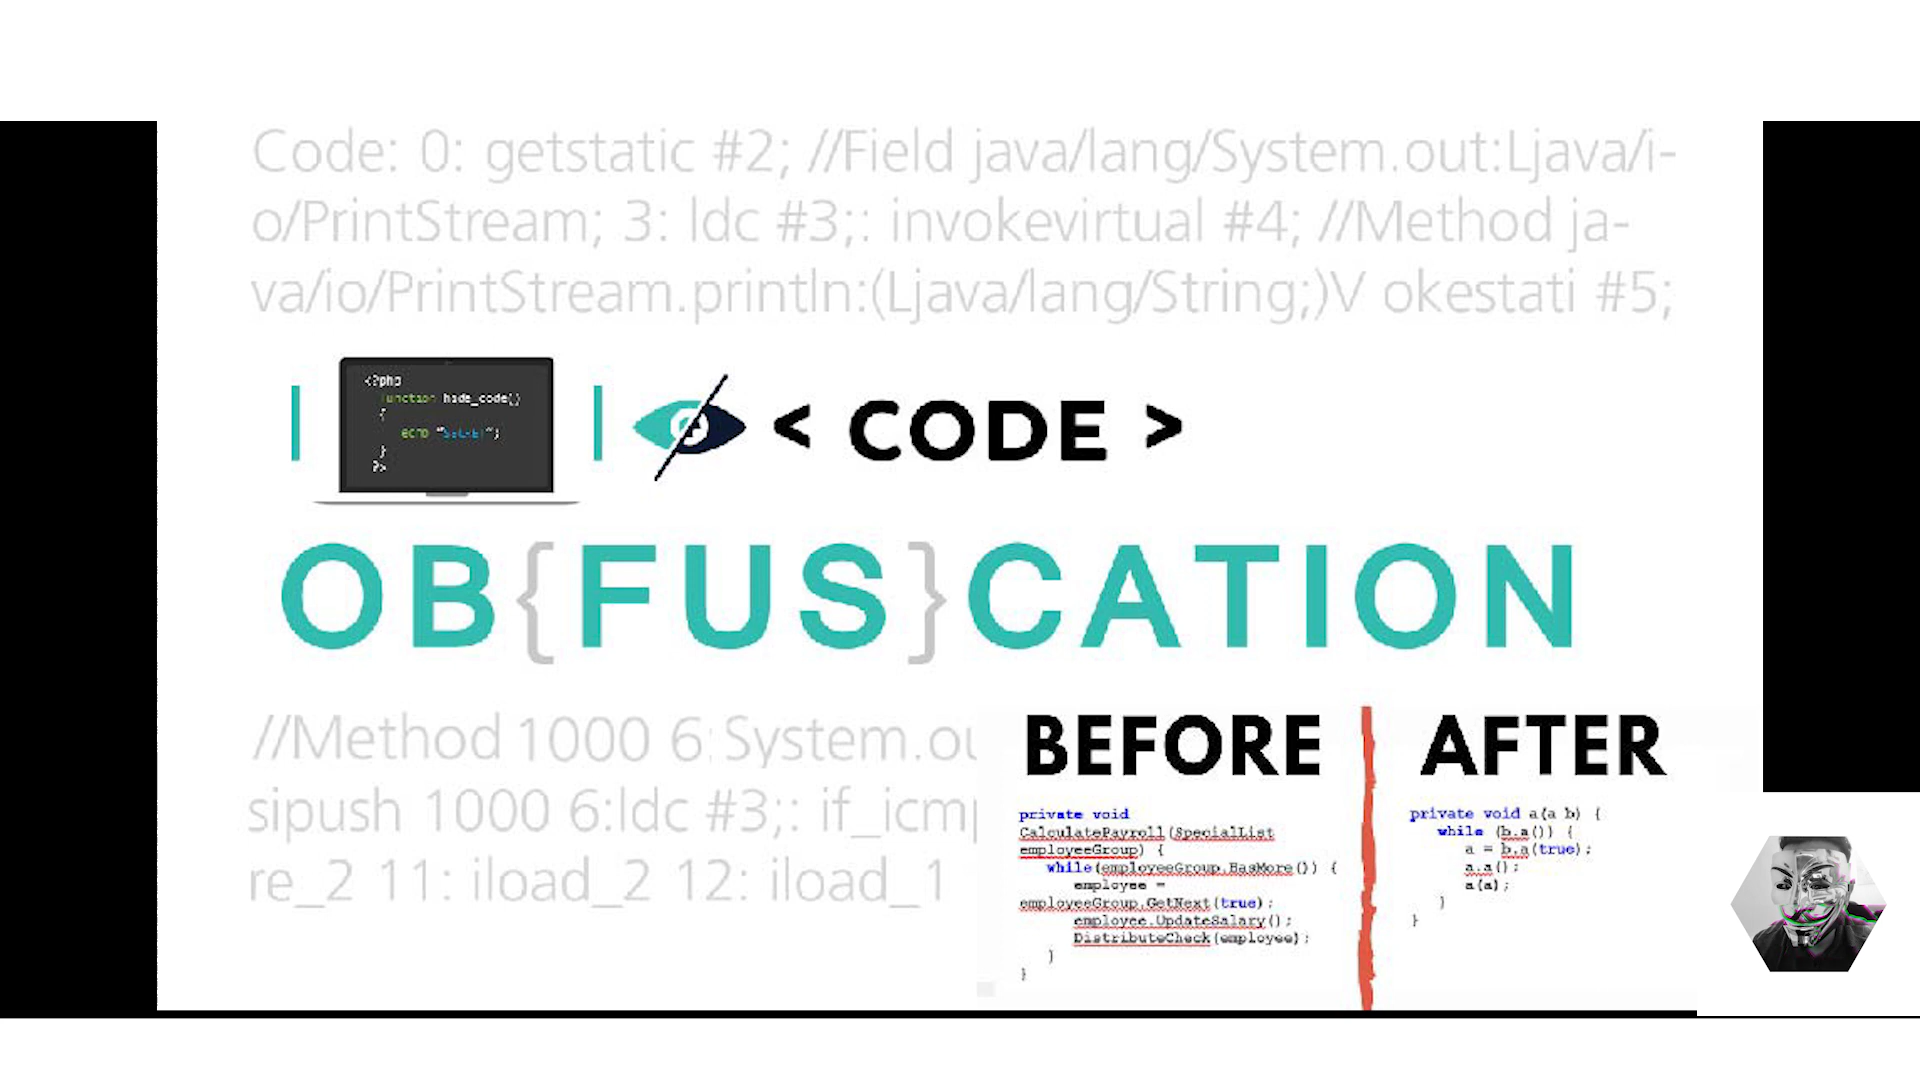 Code: 0: getstatic #2; //Field java/lang/System.out:Ljava/i-
o/PrintStream; 3: ldc #3;: invokevirtual #4; //Method ja-
va/io/PrintStream.println:(Ljava/lang/String;)V okestati #5;
<?php
function hide_code()
{
echo "SECRET";
}
?>
< CODE >
OB{FUS}CATION
//Method 1000 6: System.ou
sipush 1000 6:ldc #3;: if_icmp
re_2 11: iload_2 12: iload_1
BEFORE
private void
CalculatePayroll(SpecialList
employeeGroup) {
while(employeeGroup.HasMore()) {
employee =
employeeGroup.GetNext(true);
employee.UpdateSalary();
DistributeCheck(employee);
}
}
AFTER
private void a(a b) {
while (b.a()) {
a = b.a(true);
a.a();
a(a);
}
}